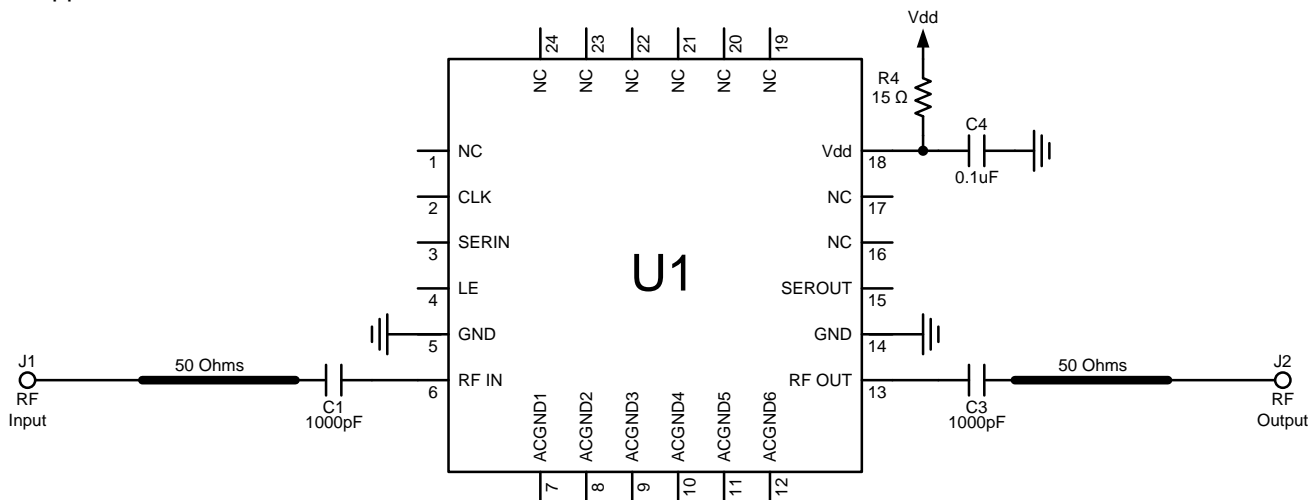 Vdd
24
23
22
21
20
19
NC
NC
NC
NC
NC
NC
R4
15 Ω
C4
0.1uF
1
NC
Vdd
18
2
CLK
NC
17
3
SERIN
NC
16
U1
4
LE
SEROUT
15
5
GND
GND
14
J1
RF
Input
50 Ohms
C1
1000pF
6
RF IN
RF OUT
13
C3
1000pF
50 Ohms
J2
RF
Output
ACGND1
ACGND2
ACGND3
ACGND4
ACGND5
ACGND6
7
8
9
10
11
12